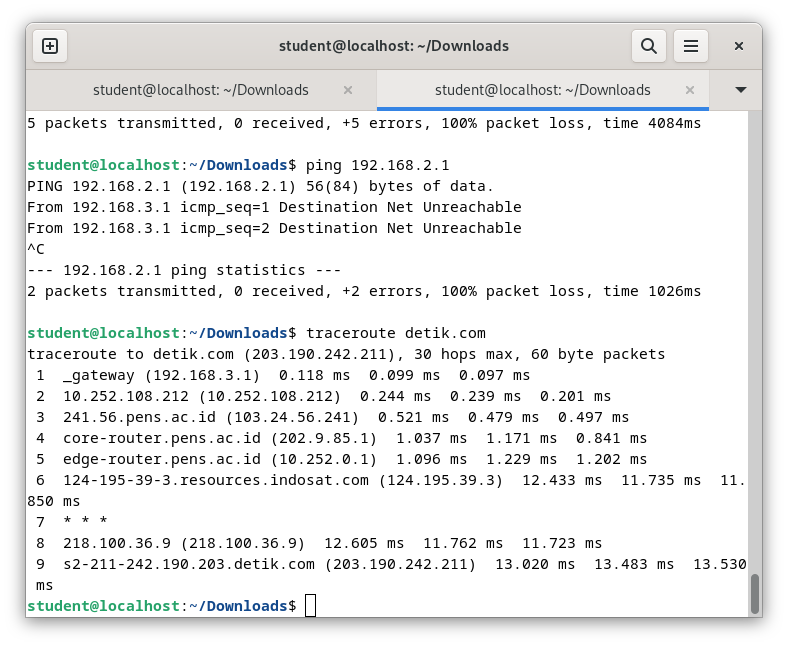 student@localhost: ~/Downloads
student@localhost: ~/Downloads
student@localhost: ~/Downloads
5 packets transmitted, 0 received, +5 errors, 100% packet loss, time 4084ms
student@localhost:~/Downloads$ ping 192.168.2.1
PING 192.168.2.1 (192.168.2.1) 56(84) bytes of data.
From 192.168.3.1 icmp_seq=1 Destination Net Unreachable
From 192.168.3.1 icmp_seq=2 Destination Net Unreachable
^C
--- 192.168.2.1 ping statistics ---
2 packets transmitted, 0 received, +2 errors, 100% packet loss, time 1026ms
student@localhost:~/Downloads$ traceroute detik.com
traceroute to detik.com (203.190.242.211), 30 hops max, 60 byte packets
 1  _gateway (192.168.3.1)  0.118 ms  0.099 ms  0.097 ms
 2  10.252.108.212 (10.252.108.212)  0.244 ms  0.239 ms  0.201 ms
 3  241.56.pens.ac.id (103.24.56.241)  0.521 ms  0.479 ms  0.497 ms
 4  core-router.pens.ac.id (202.9.85.1)  1.037 ms  1.171 ms  0.841 ms
 5  edge-router.pens.ac.id (10.252.0.1)  1.096 ms  1.229 ms  1.202 ms
 6  124-195-39-3.resources.indosat.com (124.195.39.3)  12.433 ms  11.735 ms  11.
850 ms
 7  * * *
 8  218.100.36.9 (218.100.36.9)  12.605 ms  11.762 ms  11.723 ms
 9  s2-211-242.190.203.detik.com (203.190.242.211)  13.020 ms  13.483 ms  13.530
 ms
student@localhost:~/Downloads$